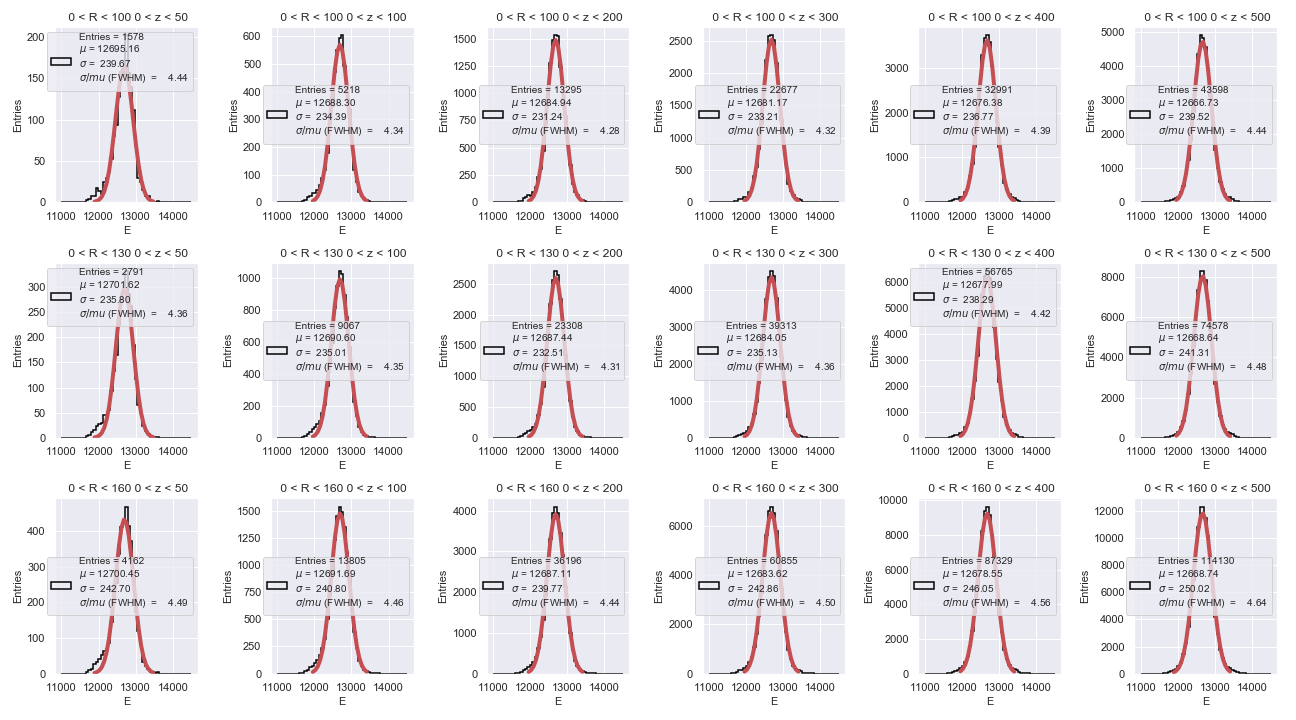 0 < R < 100 0 < z < 50
Entries = 1578
μ = 12695.16
σ = 239.67
σ/mu (FWHM) = 4.44
Entries
200
150
100
50
0
11000 12000 13000 14000
E
0 < R < 100 0 < z < 100
Entries = 5218
μ = 12688.30
σ = 234.39
σ/mu (FWHM) = 4.34
Entries
600
500
400
300
200
100
0
11000 12000 13000 14000
E
0 < R < 100 0 < z < 200
Entries = 13295
μ = 12684.94
σ = 231.24
σ/mu (FWHM) = 4.28
Entries
1500
1250
1000
750
500
250
0
11000 12000 13000 14000
E
0 < R < 100 0 < z < 300
Entries = 22677
μ = 12681.17
σ = 233.21
σ/mu (FWHM) = 4.32
Entries
2500
2000
1500
1000
500
0
11000 12000 13000 14000
E
0 < R < 100 0 < z < 400
Entries = 32991
μ = 12676.38
σ = 236.77
σ/mu (FWHM) = 4.39
Entries
3000
2000
1000
0
11000 12000 13000 14000
E
0 < R < 100 0 < z < 500
Entries = 43598
μ = 12666.73
σ = 239.52
σ/mu (FWHM) = 4.44
Entries
5000
4000
3000
2000
1000
0
11000 12000 13000 14000
E
0 < R < 130 0 < z < 50
Entries = 2791
μ = 12701.62
σ = 235.80
σ/mu (FWHM) = 4.36
Entries
300
250
200
150
100
50
0
11000 12000 13000 14000
E
0 < R < 130 0 < z < 100
Entries = 9067
μ = 12690.60
σ = 235.01
σ/mu (FWHM) = 4.35
Entries
1000
800
600
400
200
0
11000 12000 13000 14000
E
0 < R < 130 0 < z < 200
Entries = 23308
μ = 12687.44
σ = 232.51
σ/mu (FWHM) = 4.31
Entries
2500
2000
1500
1000
500
0
11000 12000 13000 14000
E
0 < R < 130 0 < z < 300
Entries = 39313
μ = 12684.05
σ = 235.13
σ/mu (FWHM) = 4.36
Entries
4000
3000
2000
1000
0
11000 12000 13000 14000
E
0 < R < 130 0 < z < 400
Entries = 56765
μ = 12677.99
σ = 238.29
σ/mu (FWHM) = 4.42
Entries
6000
5000
4000
3000
2000
1000
0
11000 12000 13000 14000
E
0 < R < 130 0 < z < 500
Entries = 74578
μ = 12668.64
σ = 241.31
σ/mu (FWHM) = 4.48
Entries
8000
6000
4000
2000
0
11000 12000 13000 14000
E
0 < R < 160 0 < z < 50
Entries = 4162
μ = 12700.45
σ = 242.70
σ/mu (FWHM) = 4.49
Entries
400
300
200
100
0
11000 12000 13000 14000
E
0 < R < 160 0 < z < 100
Entries = 13805
μ = 12691.69
σ = 240.80
σ/mu (FWHM) = 4.46
Entries
1500
1250
1000
750
500
250
0
11000 12000 13000 14000
E
0 < R < 160 0 < z < 200
Entries = 36196
μ = 12687.11
σ = 239.77
σ/mu (FWHM) = 4.44
Entries
4000
3000
2000
1000
0
11000 12000 13000 14000
E
0 < R < 160 0 < z < 300
Entries = 60855
μ = 12683.62
σ = 242.86
σ/mu (FWHM) = 4.50
Entries
6000
4000
2000
0
11000 12000 13000 14000
E
0 < R < 160 0 < z < 400
Entries = 87329
μ = 12678.55
σ = 246.05
σ/mu (FWHM) = 4.56
Entries
10000
8000
6000
4000
2000
0
11000 12000 13000 14000
E
0 < R < 160 0 < z < 500
Entries = 114130
μ = 12668.74
σ = 250.02
σ/mu (FWHM) = 4.64
Entries
12000
10000
8000
6000
4000
2000
0
11000 12000 13000 14000
E